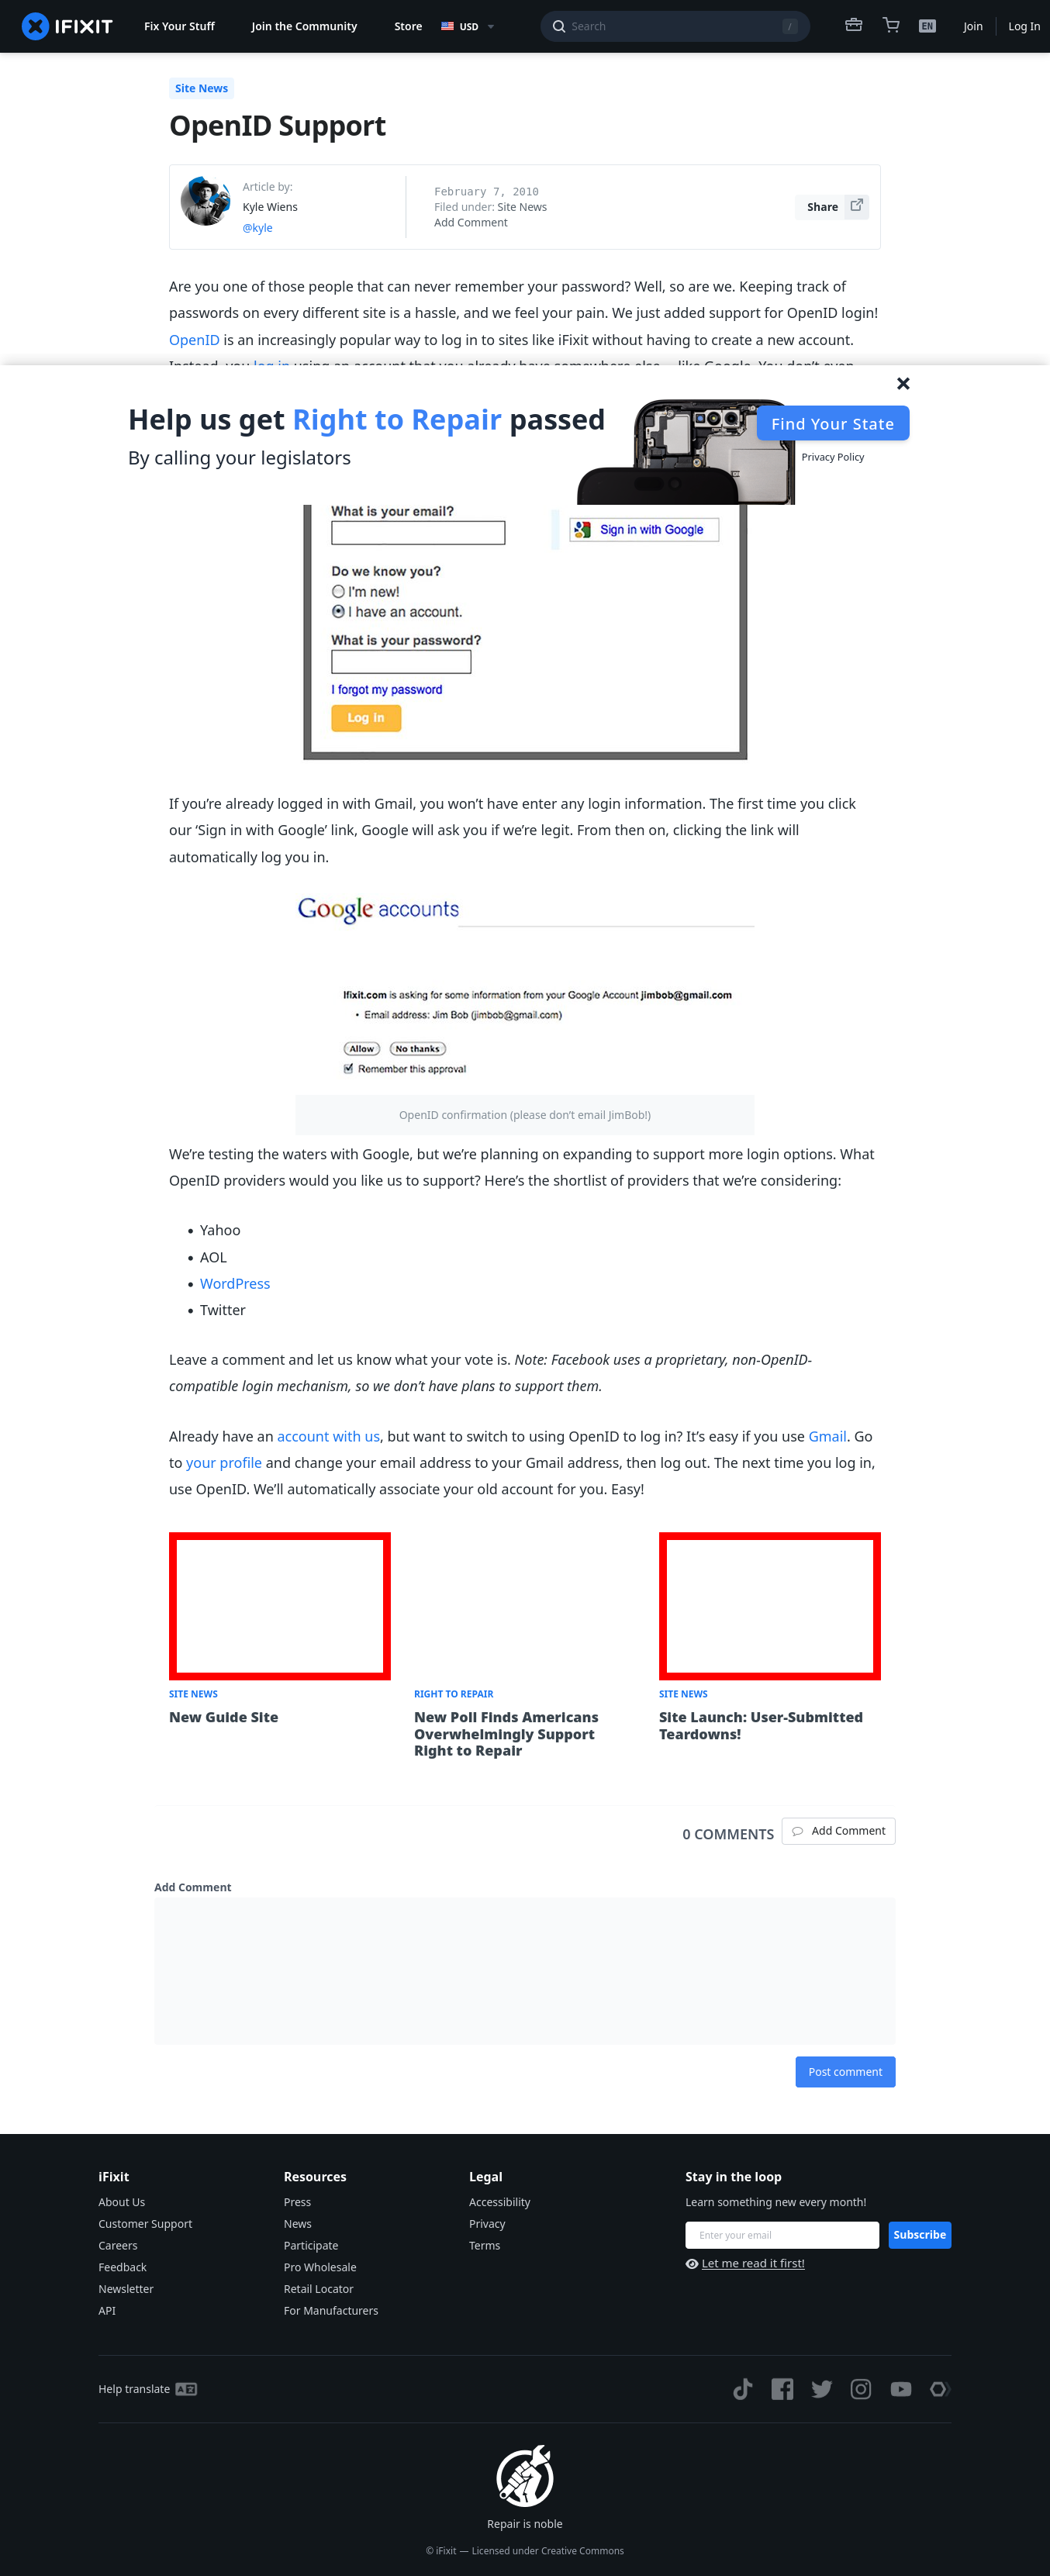 IFIXIT
Fix Your Stuff
Join the Community
Store
USD
Search
/
EN
Join
Log In
Site News
OpenID Support
Article by:
Kyle Wiens
@kyle
February 7, 2010
Filed under: Site News
Add Comment
Share
Are you one of those people that can never remember your password? Well, so are we. Keeping track of
passwords on every different site is a hassle, and we feel your pain. We just added support for OpenID login!
OpenID is an increasingly popular way to log in to sites like iFixit without having to create a new account.
Instead, you log in using an account that you already have somewhere else — like Google. You don’t even
Help us get Right to Repair passed
By calling your legislators
Find Your State
Privacy Policy
What is your email?
Sign in with Google
Do we know you?
I'm new!
I have an account.
What is your password?
I forgot my password
Log in
If you’re already logged in with Gmail, you won’t have enter any login information. The first time you click
our ‘Sign in with Google’ link, Google will ask you if we’re legit. From then on, clicking the link will
automatically log you in.
Google accounts
Ifixit.com is asking for some information from your Google Account jimbob@gmail.com
• Email address: Jim Bob (jimbob@gmail.com)
Allow
No thanks
Remember this approval
OpenID confirmation (please don’t email JimBob!)
We’re testing the waters with Google, but we’re planning on expanding to support more login options. What
OpenID providers would you like us to support? Here’s the shortlist of providers that we’re considering:
• Yahoo
• AOL
• WordPress
• Twitter
Leave a comment and let us know what your vote is. Note: Facebook uses a proprietary, non-OpenID-
compatible login mechanism, so we don’t have plans to support them.
Already have an account with us, but want to switch to using OpenID to log in? It’s easy if you use Gmail. Go
to your profile and change your email address to your Gmail address, then log out. The next time you log in,
use OpenID. We’ll automatically associate your old account for you. Easy!
SITE NEWS
New Guide Site
RIGHT TO REPAIR
New Poll Finds Americans
Overwhelmingly Support
Right to Repair
SITE NEWS
Site Launch: User-Submitted
Teardowns!
0 COMMENTS
Add Comment
Add Comment
Post comment
iFixit
About Us
Customer Support
Careers
Feedback
Newsletter
API
Resources
Press
News
Participate
Pro Wholesale
Retail Locator
For Manufacturers
Legal
Accessibility
Privacy
Terms
Stay in the loop
Learn something new every month!
Enter your email
Subscribe
Let me read it first!
Help translate
Repair is noble
© iFixit — Licensed under Creative Commons